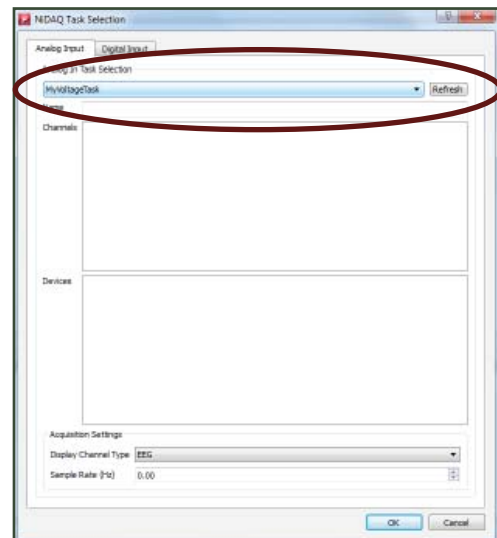 NIDAQ Task Selection
Analog Input Digital Input
Analog In Task Selection
MyVoltageTask Refresh
Name
Channels
Devices
Acquisition Settings
Display Channel Type EEG
Sample Rate (Hz) 0.00
OK Cancel